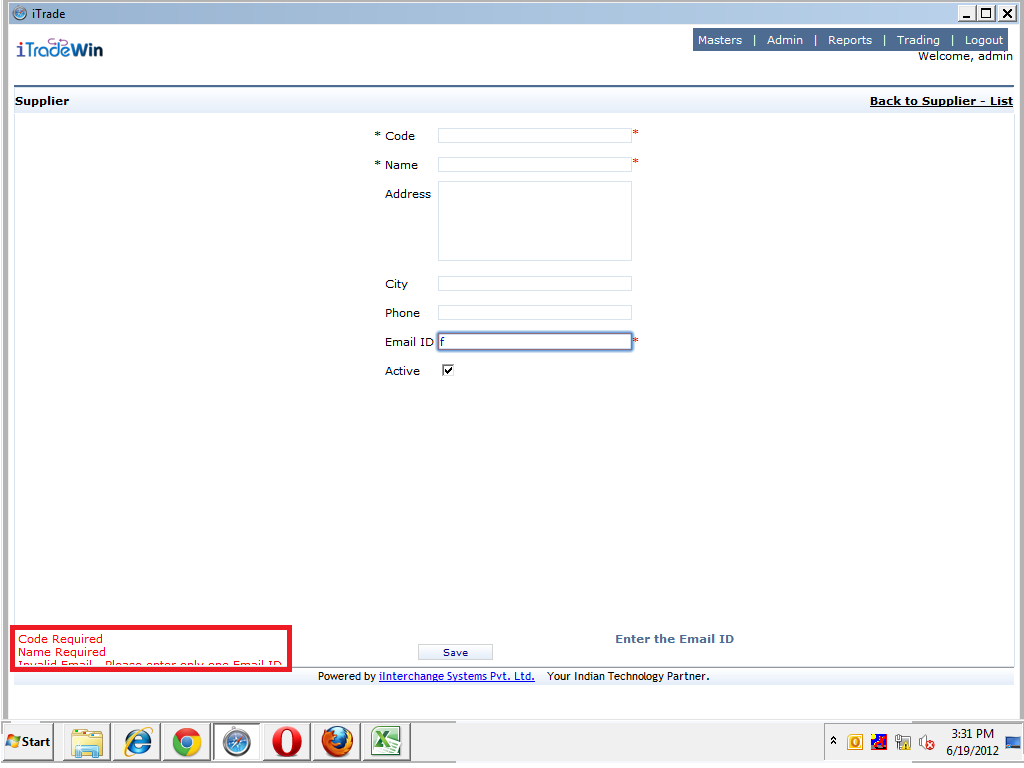 iTrade
iTradeWin
Masters | Admin | Reports | Trading | Logout
Welcome, admin
Supplier
Back to Supplier - List
* Code *
* Name *
Address
City
Phone
Email ID f *
Active
Code Required
Name Required
Invalid Email . Please enter only one Email ID
Enter the Email ID
Save
Powered by iInterchange Systems Pvt. Ltd. Your Indian Technology Partner.
Start
3:31 PM
6/19/2012